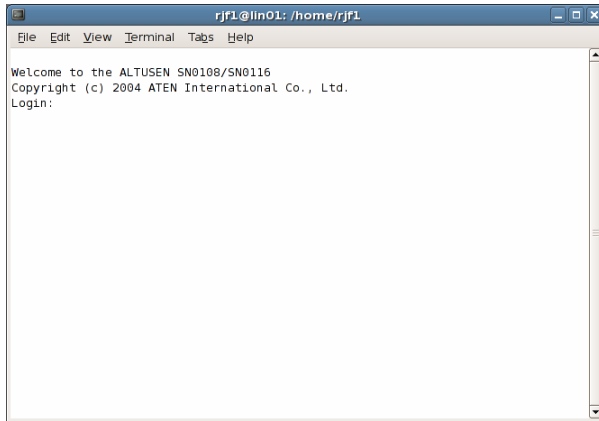 rjf1@lin01: /home/rjf1
File Edit View Terminal Tabs Help
Welcome to the ALTUSEN SN0108/SN0116
Copyright (c) 2004 ATEN International Co., Ltd.
Login: